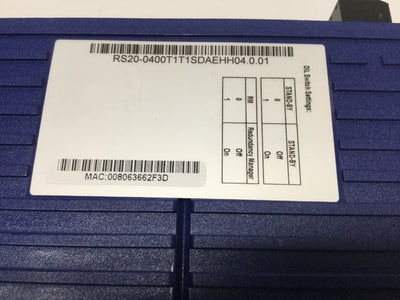 RS20-0400T1T1SDAEHH04.0.01
DIL Switch Settings:
STAND-BY STAND-BY
0 Off
1 On
RM Redundancy Manager
0 Off
1 On
MAC:008063662F3D